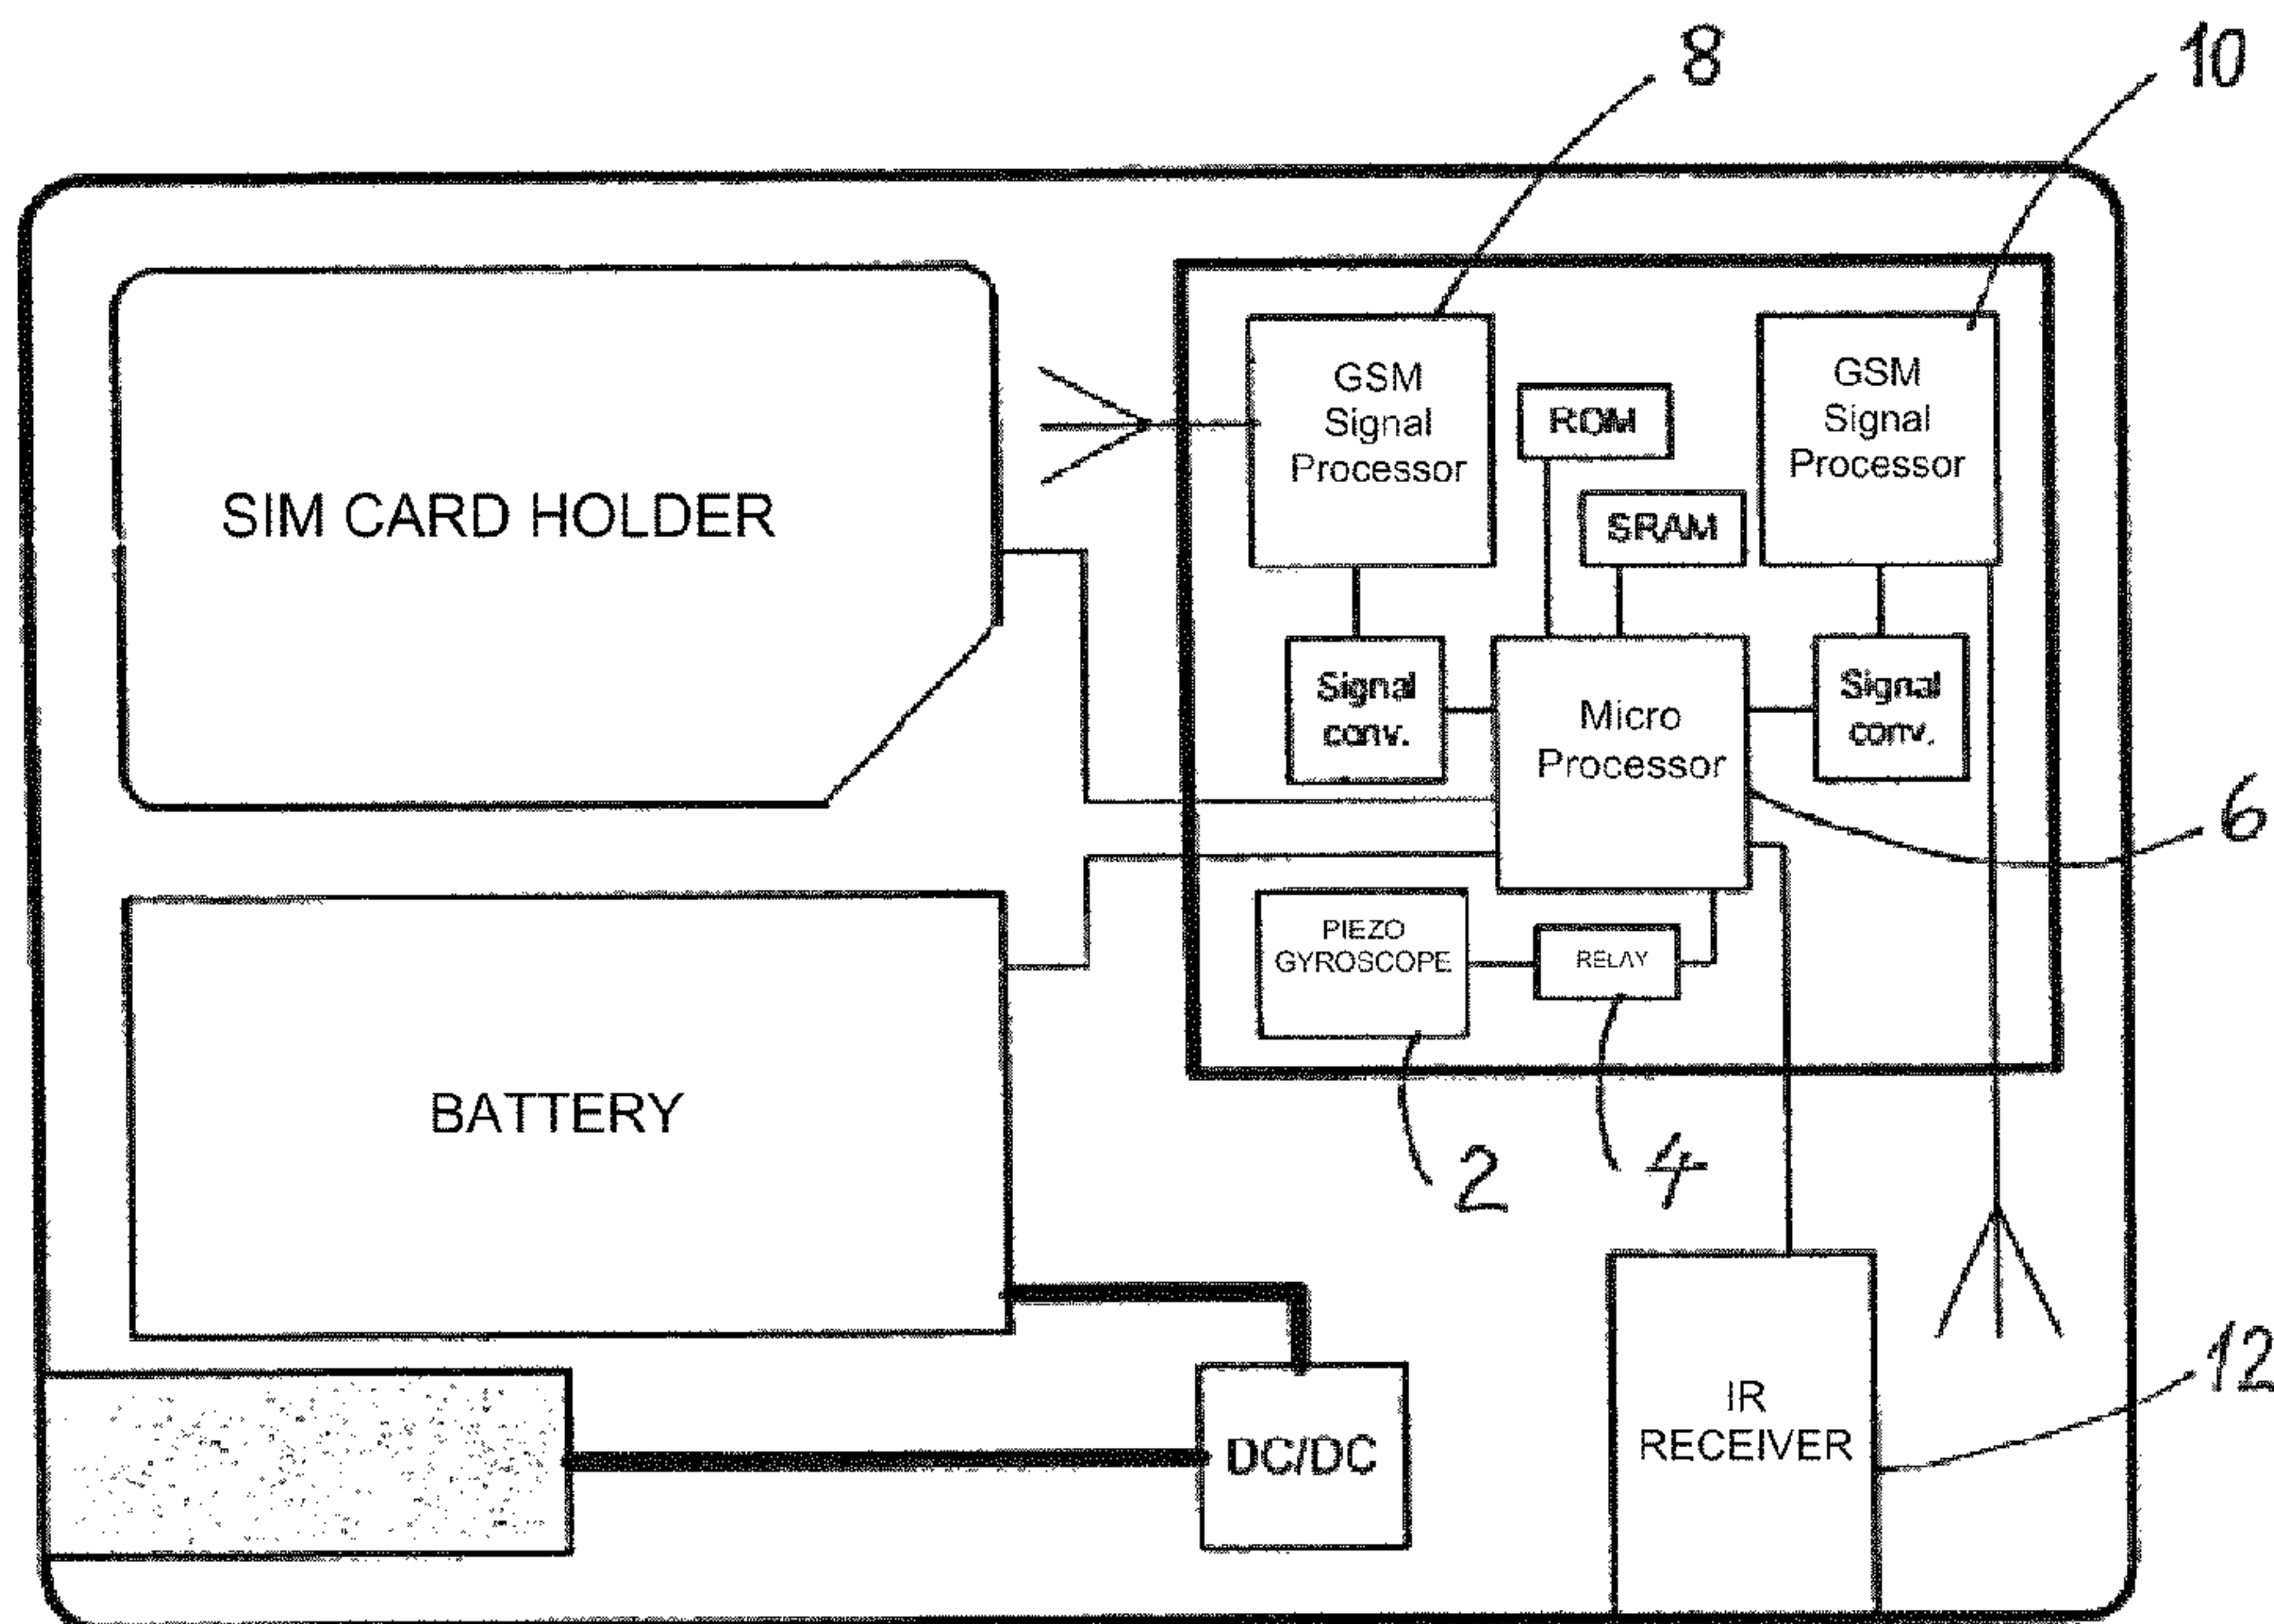 8
10
GSM
Signal
Processor
GSM
Signal
Processor
ROM
SIM CARD HOLDER
SRAM
Signal
conv.
Micro
Processor
Signal
conv.
6
PIEZO
GYROSCOPE
RELAY
BATTERY
2
4
12
IR
RECEIVER
DC/DC